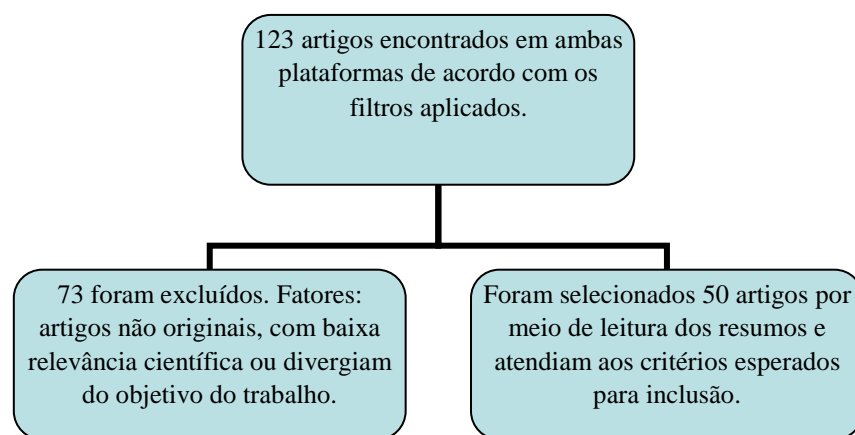 123 artigos encontrados em ambas
plataformas de acordo com os
filtros aplicados.
73 foram excluídos. Fatores:
artigos não originais, com baixa
relevância científica ou divergiam
do objetivo do trabalho.
Foram selecionados 50 artigos por
meio de leitura dos resumos e
atendiam aos critérios esperados
para inclusão.